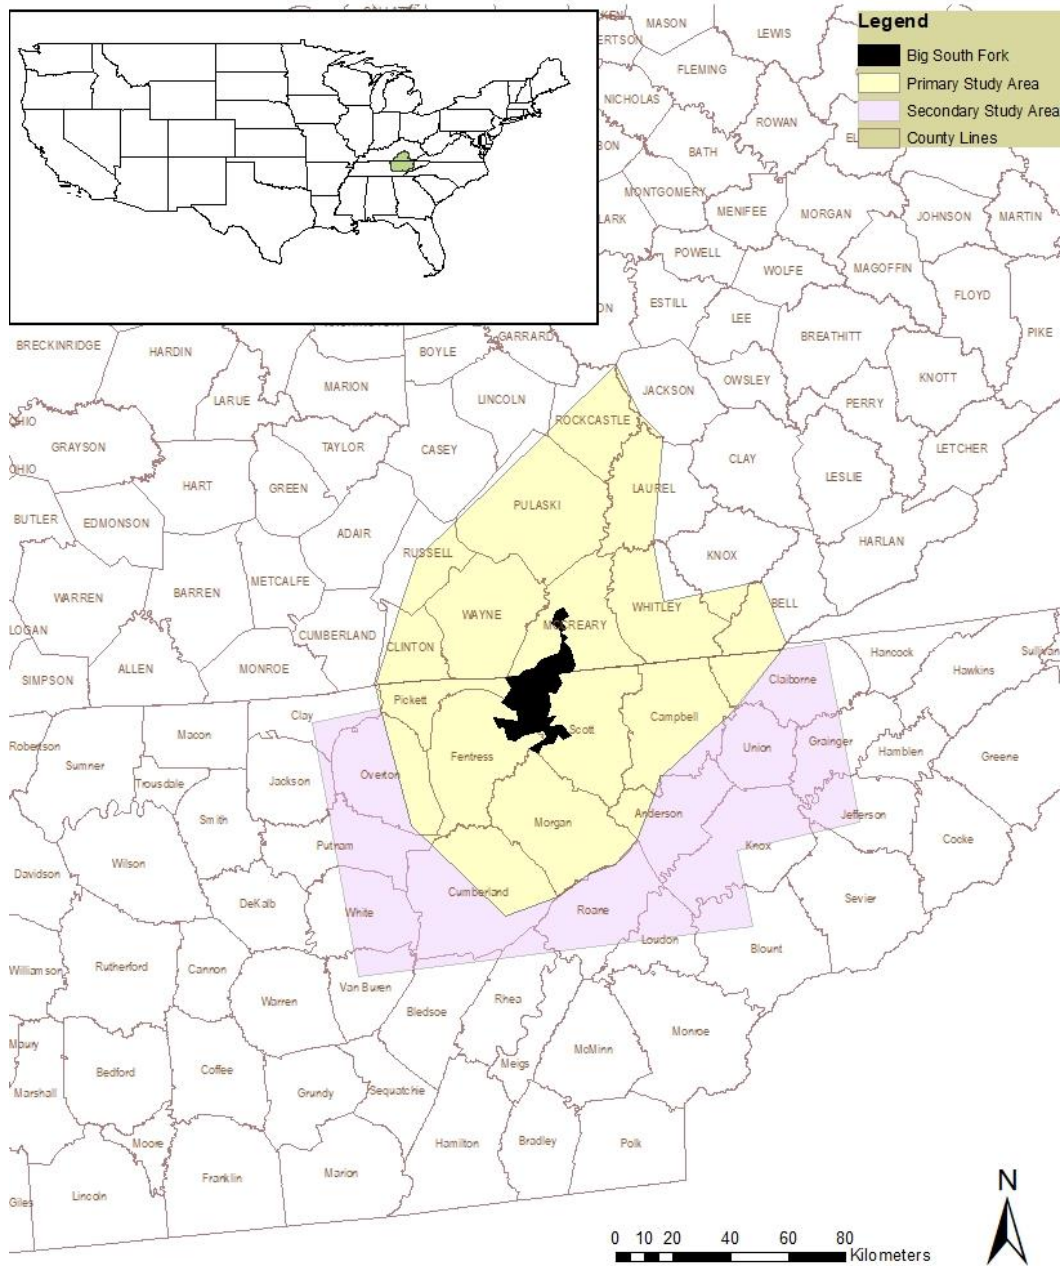 Legend
Big South Fork
Primary Study Area
Secondary Study Area
County Lines
MASON
LEWIS
FLEMING
NICHOLAS
ROWAN
BATH
MONTGOMERY
MENIFEE
MORGAN
JOHNSON
MARTIN
POWELL
WOLFE
MAGOFFIN
ESTILL
FLOYD
LEE
BREATHITT
PIKE
BRECKINRIDGE
HARDIN
BOYLE
GARRARD
MARION
LARUE
LINCOLN
JACKSON
OWSLEY
KNOTT
PERRY
ROCKCASTLE
GRAYSON
TAYLOR
CASEY
CLAY
LETCHER
HART
GREEN
LAUREL
LESLIE
PULASKI
BUTLER
EDMONSON
ADAIR
RUSSELL
KNOX
HARLAN
METCALFE
WARREN
BARREN
WAYNE
WHITLEY
BELL
LOGAN
CUMBERLAND
CLINTON
MCCREARY
SIMPSON
ALLEN
MONROE
Hancock
Hawkins
Sullivan
Claiborne
Pickett
Clay
Campbell
Scott
Robertson
Sumner
Macon
Union
Grainger
Hamblen
Greene
Fentress
Overton
Trousdale
Jackson
Smith
Morgan
Anderson
Jefferson
Putnam
Knox
Cocke
Wilson
Davidson
Cumberland
DeKalb
White
Roane
Sevier
Loudon
Blount
Williamson
Rutherford
Cannon
Van Buren
Warren
Bledsoe
Rhea
Monroe
Maury
McMinn
Bedford
Coffee
Meigs
Marshall
Grundy
Sequatchie
Moore
Hamilton
Bradley
Polk
Franklin
Marion
Giles
Lincoln
N
0 10 20 40 60 80
Kilometers